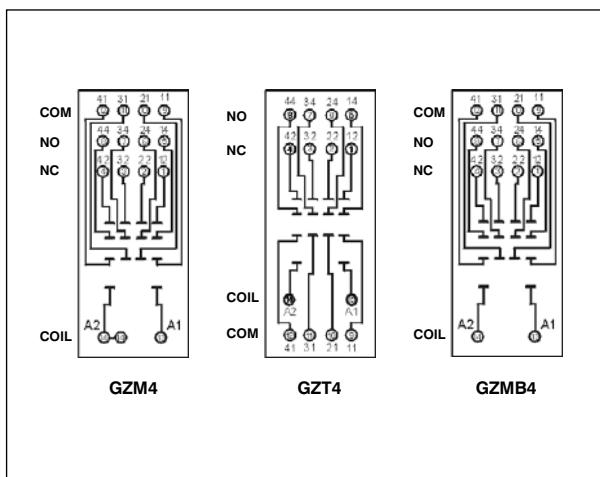 41 31 21 11
COM
44 34 24 14
NO
42 32 22 12
NC
A2 A1
COIL
GZM4
44 34 24 14
NO
42 32 22 12
NC
COIL
A2 A1
COM
41 31 21 11
GZT4
41 31 21 11
COM
44 34 24 14
NO
42 32 22 12
NC
A2 A1
COIL
GZMB4